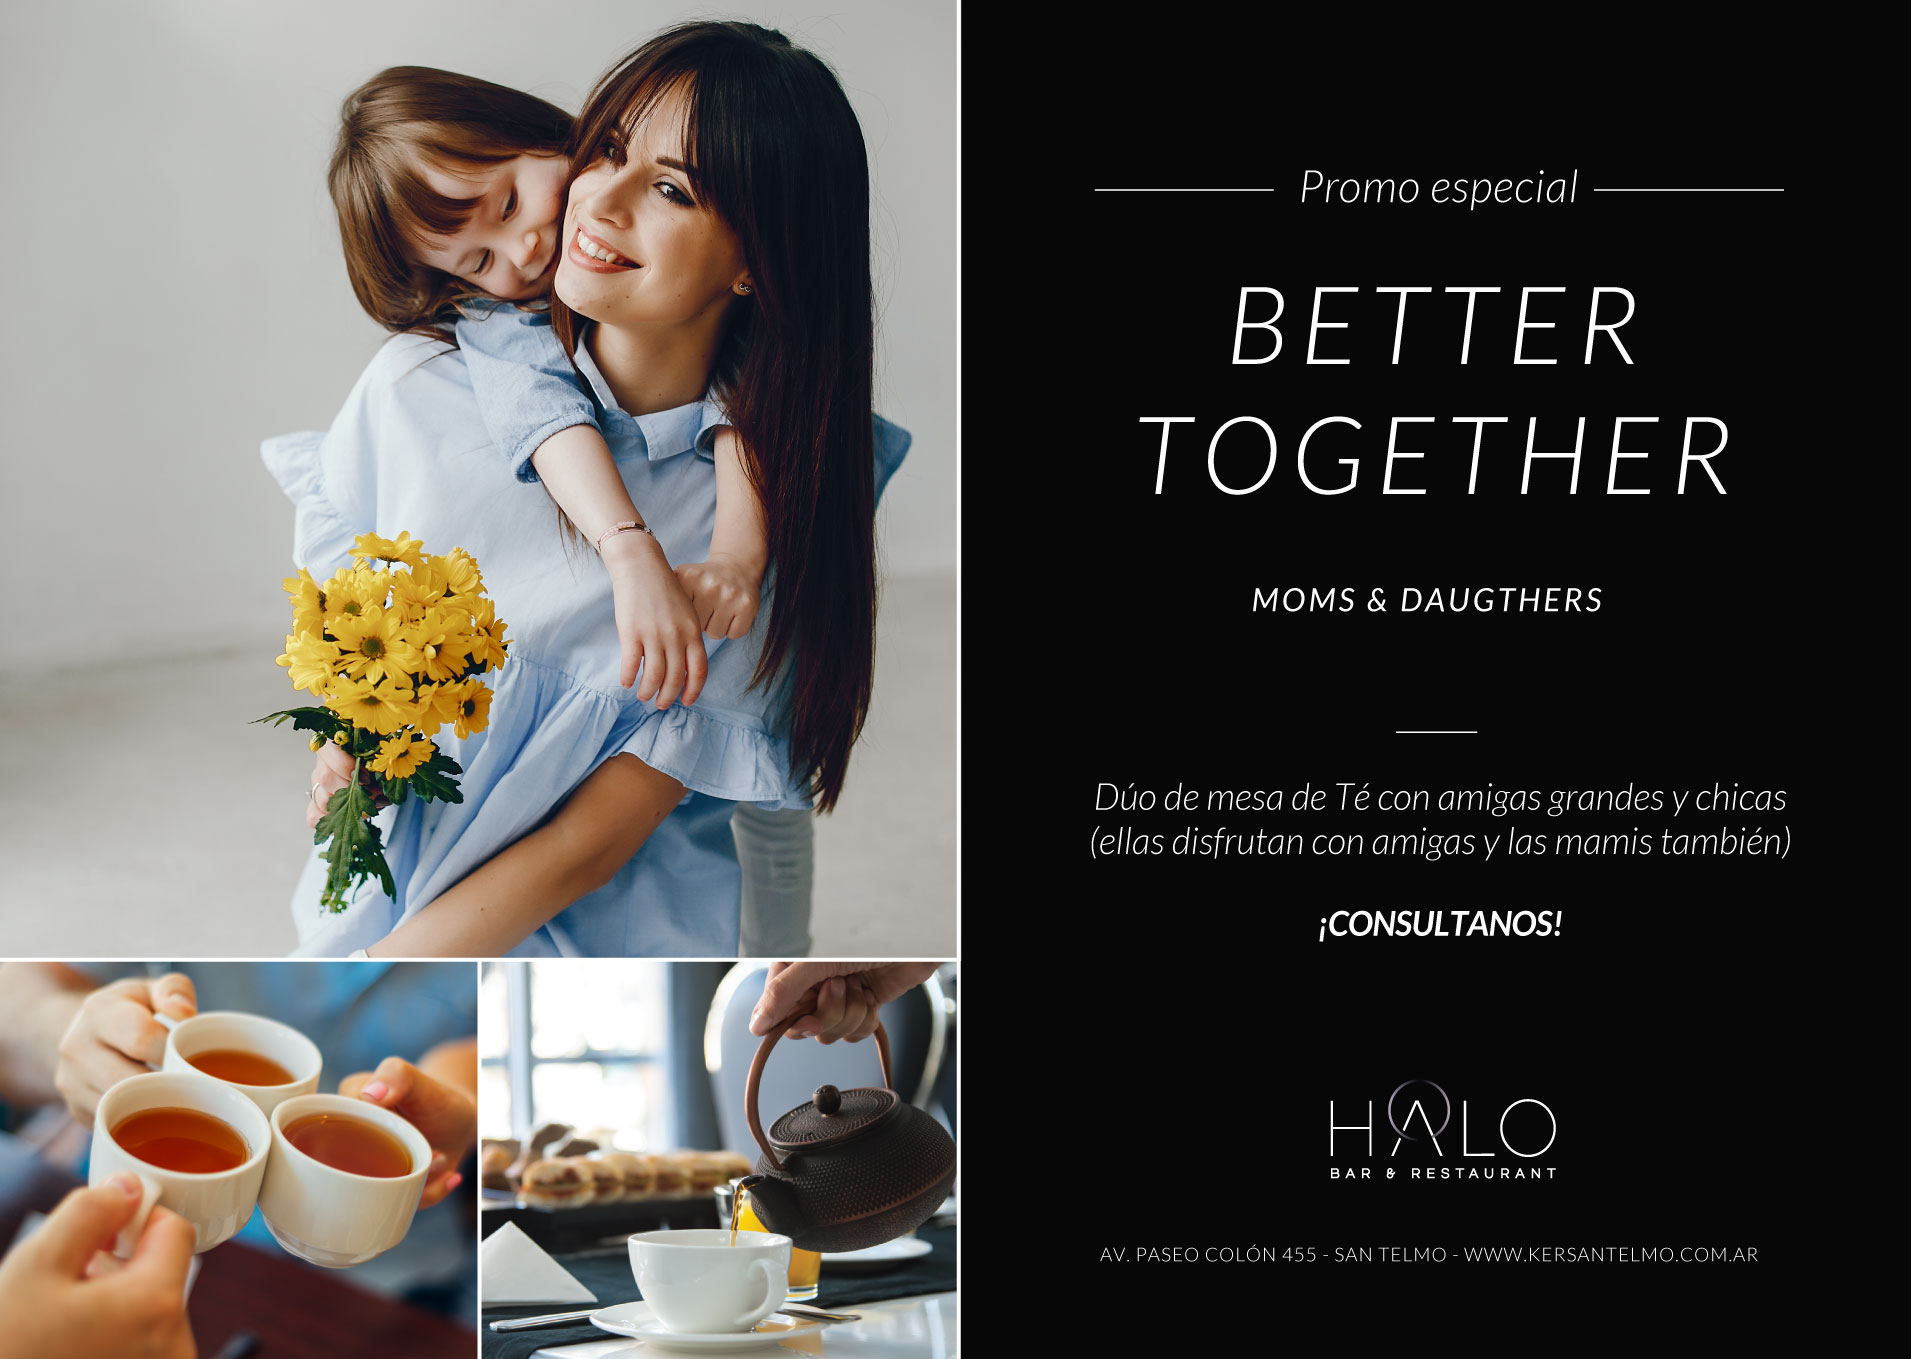 Promo especial
BETTER
TOGETHER
MOMS & DAUGTHERS
Dúo de mesa de Té con amigas grandes y chicas
(ellas disfrutan con amigas y las mamis también)
¡CONSULTANOS!
HALO
BAR & RESTAURANT
AV. PASEO COLÓN 455 - SAN TELMO - WWW.KERSANTELMO.COM.AR